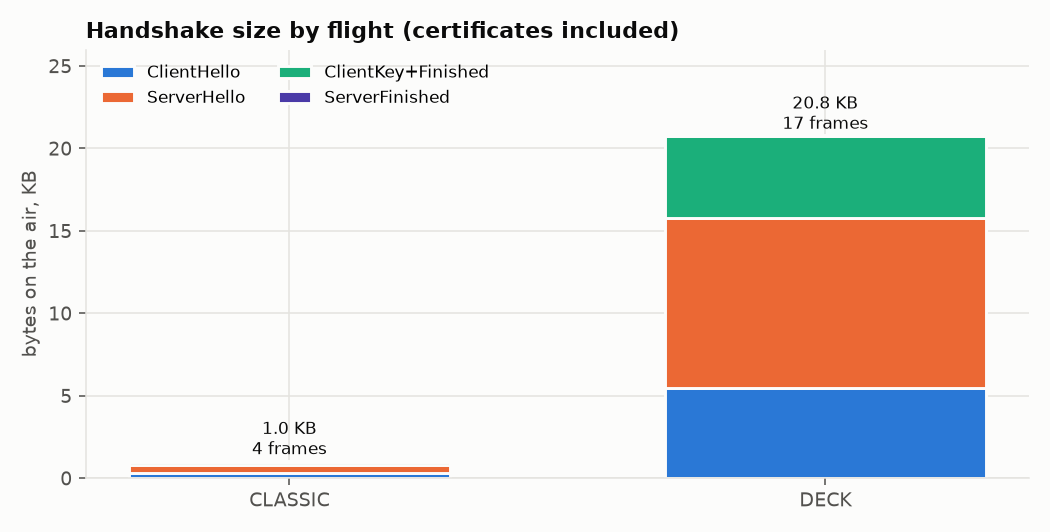 Handshake size by flight (certificates included)
bytes on the air, KB
25
20
15
10
5
0
ClientHello
ServerHello
ClientKey+Finished
ServerFinished
1.0 KB
4 frames
20.8 KB
17 frames
CLASSIC
DECK